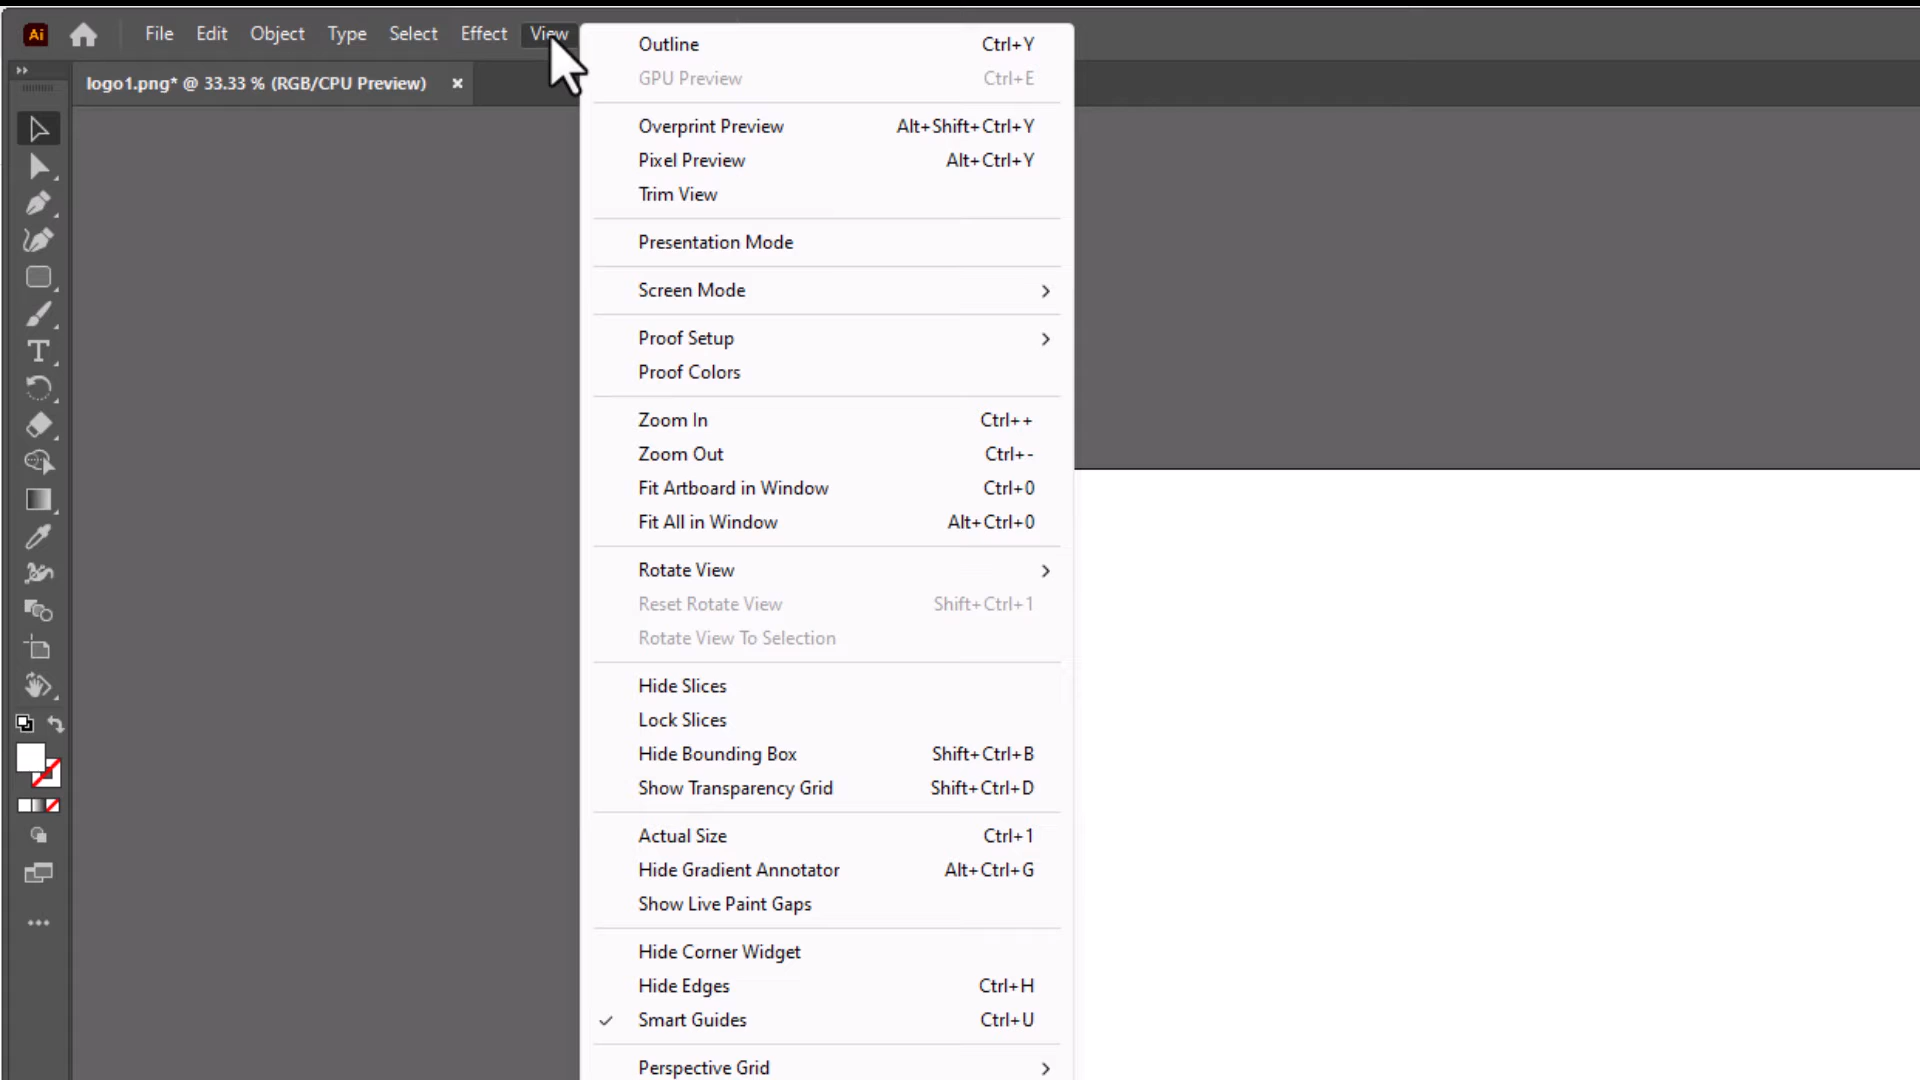 Ai File Edit Object Type Select Effect View
logo1.png* @ 33.33 % (RGB/CPU Preview) ×
Outline Ctrl+Y
GPU Preview Ctrl+E
Overprint Preview Alt+Shift+Ctrl+Y
Pixel Preview Alt+Ctrl+Y
Trim View
Presentation Mode
Screen Mode
Proof Setup
Proof Colors
Zoom In Ctrl++
Zoom Out Ctrl+-
Fit Artboard in Window Ctrl+0
Fit All in Window Alt+Ctrl+0
Rotate View
Reset Rotate View Shift+Ctrl+1
Rotate View To Selection
Hide Slices
Lock Slices
Hide Bounding Box Shift+Ctrl+B
Show Transparency Grid Shift+Ctrl+D
Actual Size Ctrl+1
Hide Gradient Annotator Alt+Ctrl+G
Show Live Paint Gaps
Hide Corner Widget
Hide Edges Ctrl+H
Smart Guides Ctrl+U
Perspective Grid